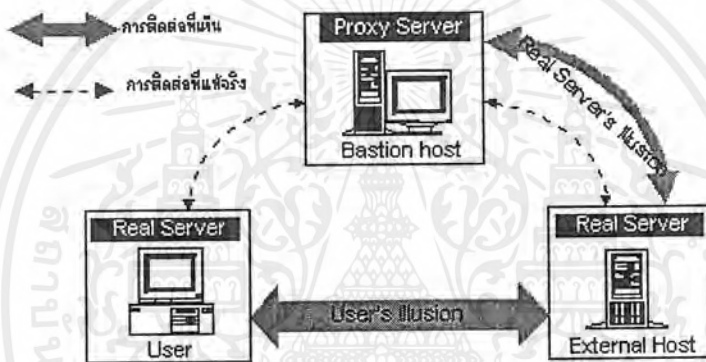 การติดต่อที่เห็น
การติดต่อที่แท้จริง
Proxy Server
Bastion host
Real Server's Illusion
Real Server
User
User's Illusion
Real Server
External Host